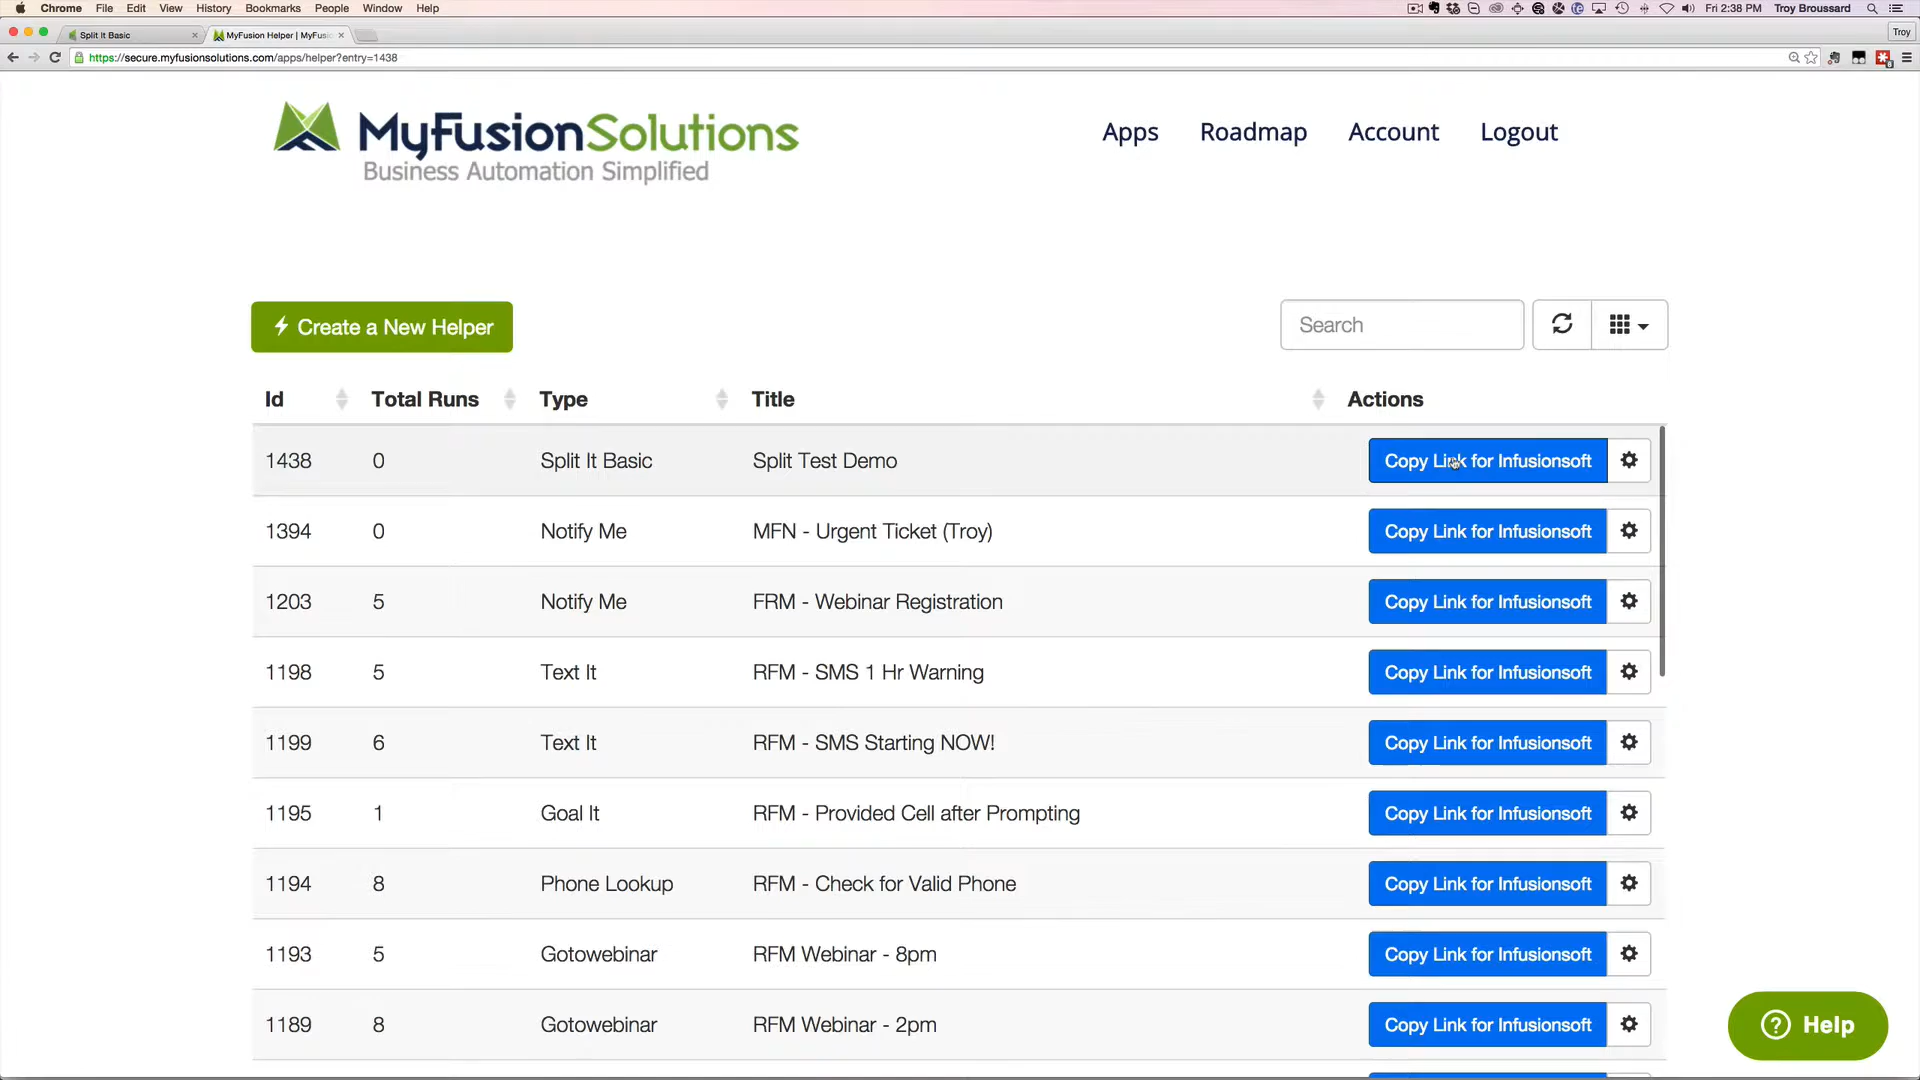 Chrome File Edit View History Bookmarks People Window Help Fri 2:38 PM Troy Broussard
Split It Basic MyFusion Helper | MyFusio Troy
https://secure.myfusionsolutions.com/apps/helper?entry=1438
MyFusionSolutions
Business Automation Simplified
Apps Roadmap Account Logout
Create a New Helper Search
Id Total Runs Type Title Actions
1438 0 Split It Basic Split Test Demo Copy Link for Infusionsoft
1394 0 Notify Me MFN - Urgent Ticket (Troy) Copy Link for Infusionsoft
1203 5 Notify Me FRM - Webinar Registration Copy Link for Infusionsoft
1198 5 Text It RFM - SMS 1 Hr Warning Copy Link for Infusionsoft
1199 6 Text It RFM - SMS Starting NOW! Copy Link for Infusionsoft
1195 1 Goal It RFM - Provided Cell after Prompting Copy Link for Infusionsoft
1194 8 Phone Lookup RFM - Check for Valid Phone Copy Link for Infusionsoft
1193 5 Gotowebinar RFM Webinar - 8pm Copy Link for Infusionsoft
1189 8 Gotowebinar RFM Webinar - 2pm Copy Link for Infusionsoft
Help